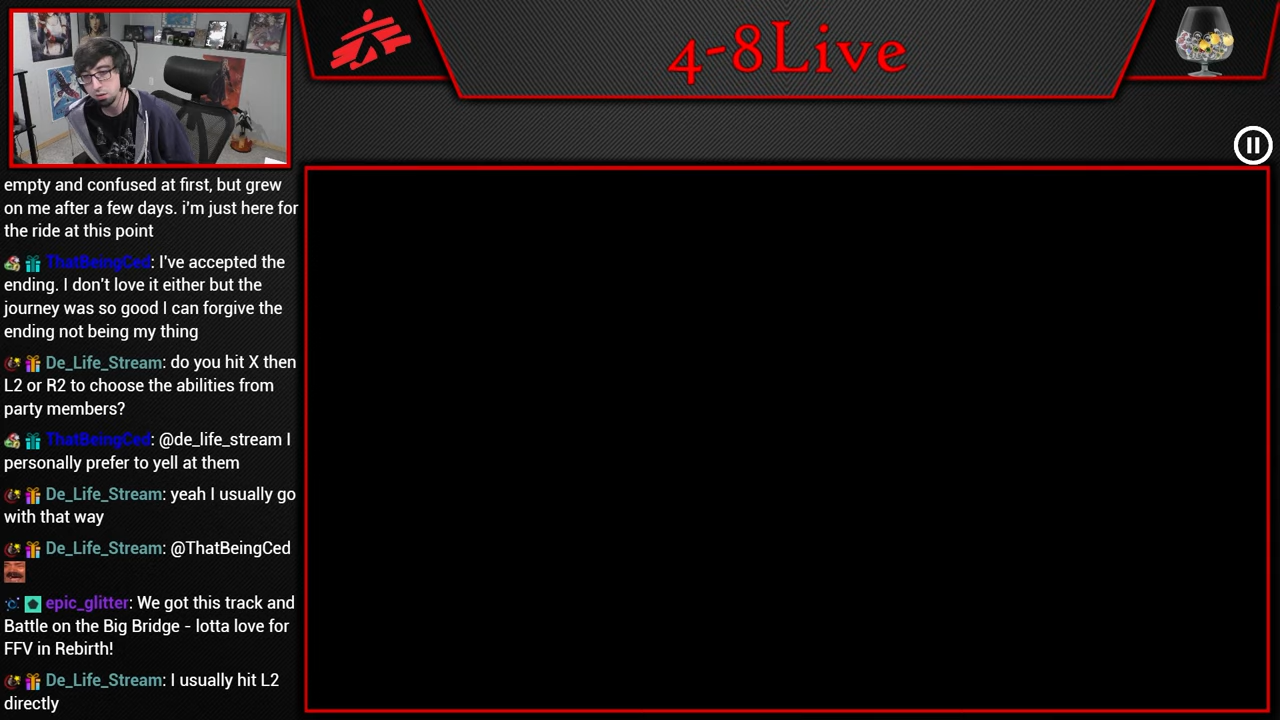 4-8Live
empty and confused at first, but grew
on me after a few days. i'm just here for
the ride at this point
ThatBeingCed: I've accepted the
ending. I don't love it either but the
journey was so good I can forgive the
ending not being my thing
De_Life_Stream: do you hit X then
L2 or R2 to choose the abilities from
party members?
ThatBeingCed: @de_life_stream I
personally prefer to yell at them
De_Life_Stream: yeah I usually go
with that way
De_Life_Stream: @ThatBeingCed
epic_glitter: We got this track and
Battle on the Big Bridge - lotta love for
FFV in Rebirth!
De_Life_Stream: I usually hit L2
directly